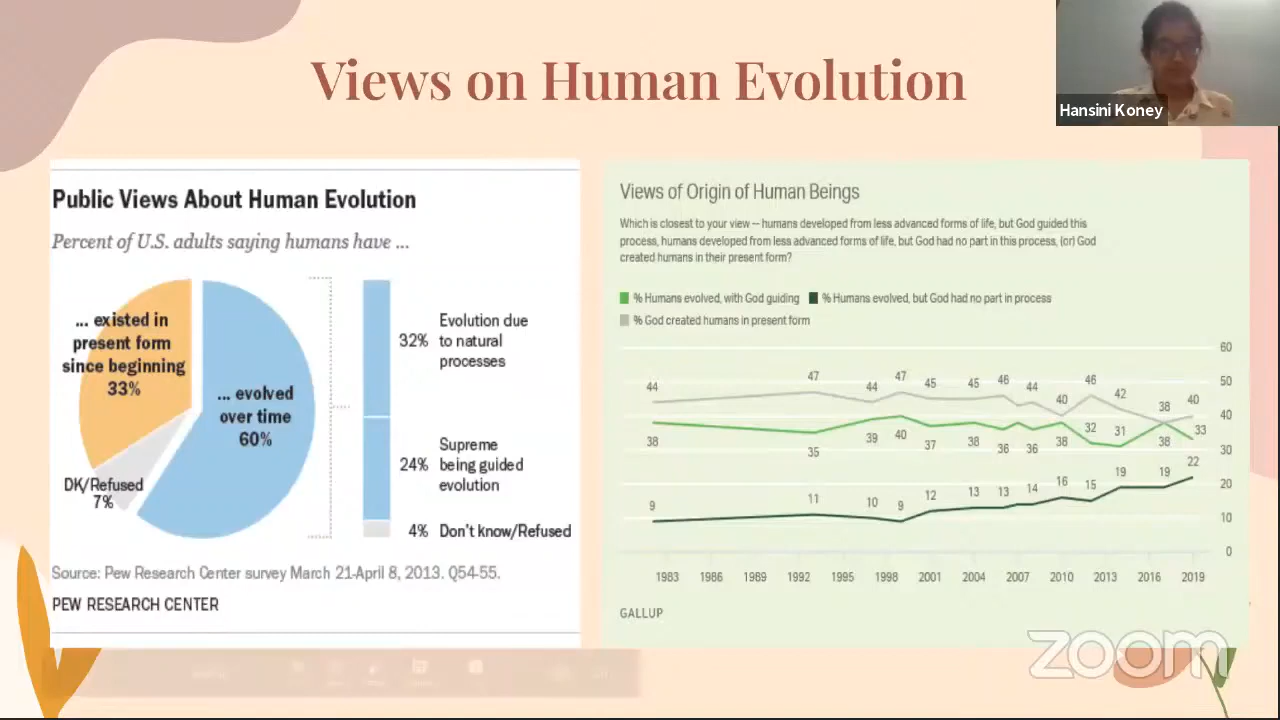 Views on Human Evolution
Hansini Koney
Public Views About Human Evolution
Percent of U.S. adults saying humans have ...
... existed in
present form
since beginning
33%
... evolved
over time
60%
DK/Refused
7%
32%
Evolution due
to natural
processes
24%
Supreme
being guided
evolution
4% Don't know/Refused
Source: Pew Research Center survey March 21-April 8, 2013. Q54-55.
PEW RESEARCH CENTER
Views of Origin of Human Beings
Which is closest to your view -- humans developed from less advanced forms of life, but God guided this
process, humans developed from less advanced forms of life, but God had no part in this process, (or) God
created humans in their present form?
% Humans evolved, with God guiding % Humans evolved, but God had no part in process
% God created humans in present form
60
50
40
30
20
10
0
44 47 44 47 45 45 46 44 40 46 42 38 40
38 35 39 40 37 38 36 36 38 32 31 38 33
9 11 10 9 12 13 13 14 16 15 19 19 22
1983 1986 1989 1992 1995 1998 2001 2004 2007 2010 2013 2016 2019
GALLUP
zoom